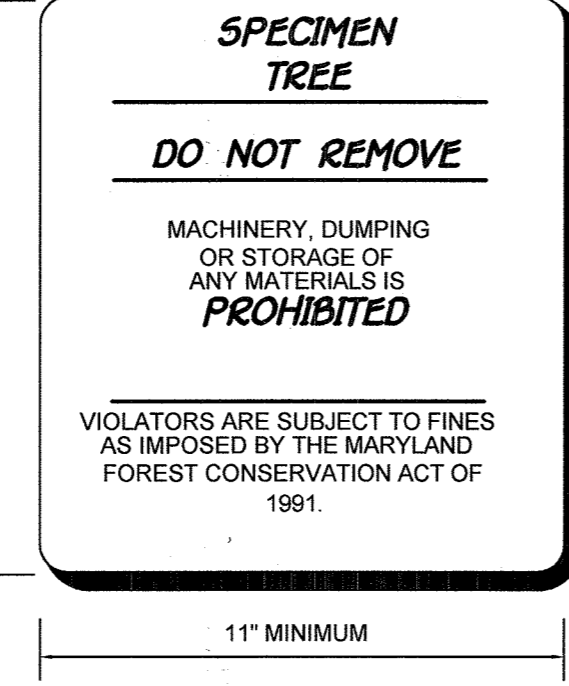 SPECIMEN
TREE
DO NOT REMOVE
MACHINERY, DUMPING
OR STORAGE OF
ANY MATERIALS IS
PROHIBITED
VIOLATORS ARE SUBJECT TO FINES
AS IMPOSED BY THE MARYLAND
FOREST CONSERVATION ACT OF
1991.
11" MINIMUM